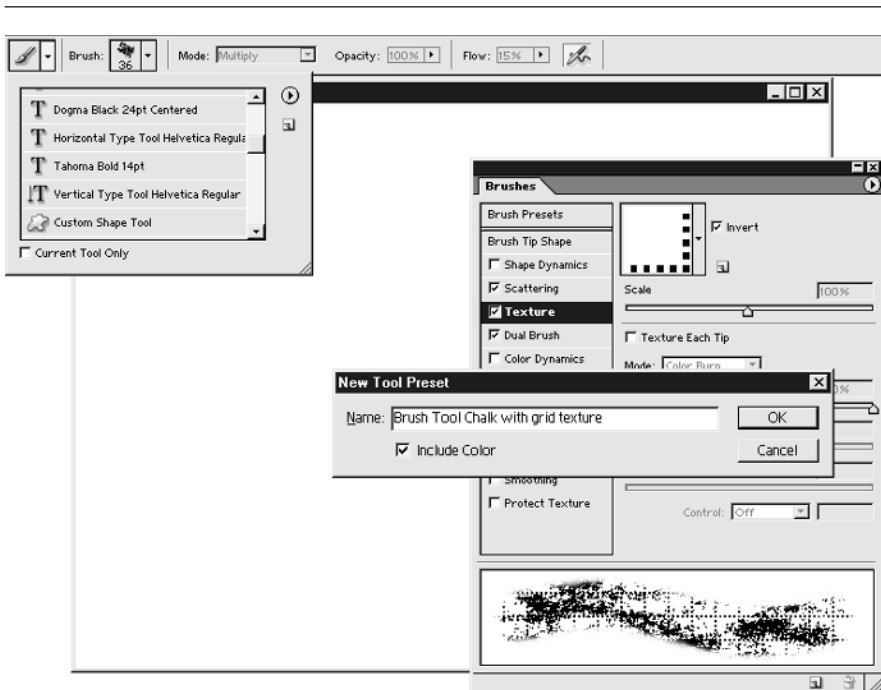 Brush: 36 Mode: Multiply Opacity: 100% Flow: 15%
Dogma Black 24pt Centered
Horizontal Type Tool Helvetica Regula
Tahoma Bold 14pt
Vertical Type Tool Helvetica Regular
Custom Shape Tool
Current Tool Only
Brushes
Brush Presets
Brush Tip Shape
Shape Dynamics
Scattering
Texture
Dual Brush
Color Dynamics
Invert
Scale 100%
Texture Each Tip
Mode: Color Burn
New Tool Preset
Name: Brush Tool Chalk with grid texture
OK
Include Color
Cancel
Smoothing
Protect Texture
Control: Off